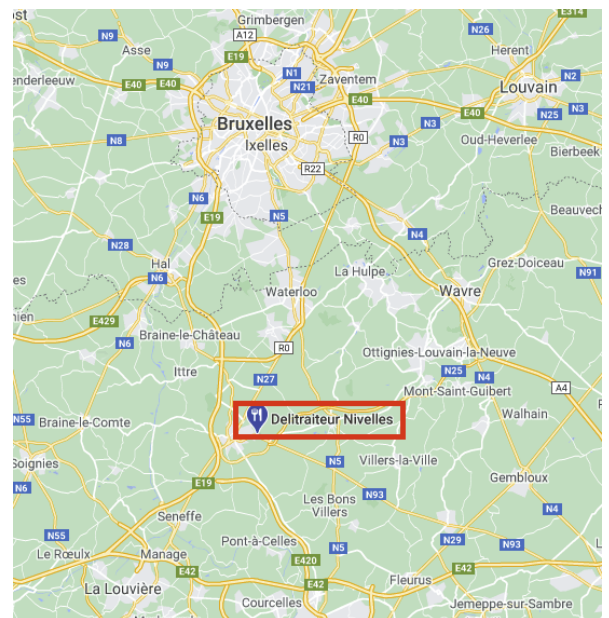 ost
Grimbergen
E314
N9
A12
N26
Asse
E19
Herent
N9
N1
Zaventem
N2
enderleeuw
E40
E40
N21
Louvain
E40
N25
N3
Bruxelles
R0
N3
N8
Ixelles
Oud-Heverlee
Bierbeek
R22
N6
E19
N5
Beauvech
N4
N28
Hal
La Hulpe
Grez-Doiceau
N91
es
N6
Waterloo
Wavre
nien
E429
Braine-le-Château
N6
R0
Ottignies-Louvain-la-Neuve
Ittre
N25
N4
N27
Mont-Saint-Guibert
A4
N55
Braine-le-Comte
Delitraiteur Nivelles
Walhain
Soignies
N5
Villers-la-Ville
Gembloux
N6
E19
Les Bons
Villers
N93
N4
Seneffe
N55
Pont-à-Celles
N5
N29
N93
L
Le Rœulx
Manage
E420
E42
E42
E42
Fleurus
La Louvière
Courcelles
Jemeppe-sur-Sambre